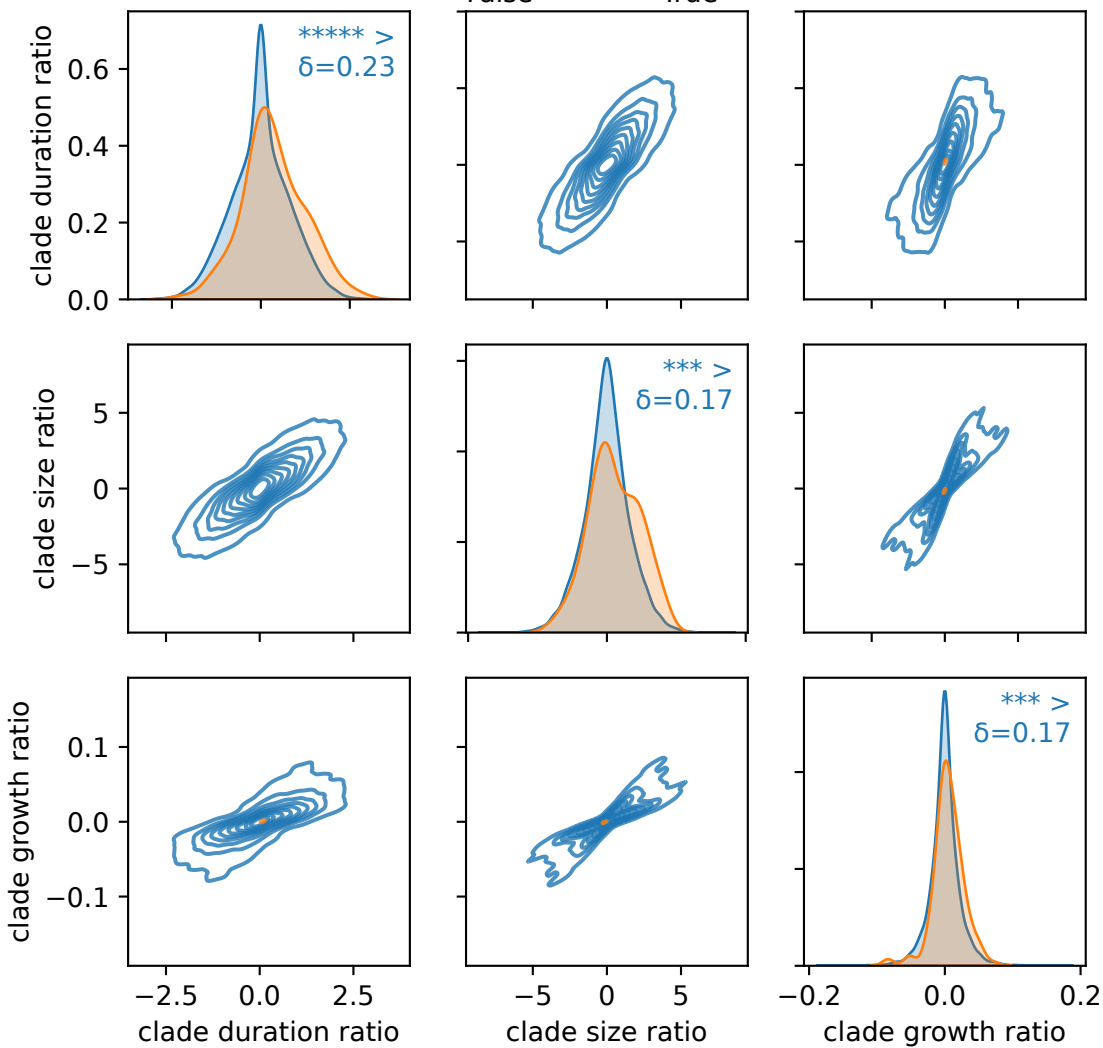 True
***** >
δ=0.23
clade duration ratio
0.6
0.4
0.2
0.0
*** >
δ=0.17
clade size ratio
5
0
−5
*** >
δ=0.17
clade growth ratio
0.1
0.0
−0.1
−2.5 0.0 2.5 −5 0 5 −0.2 0.0 0.2
clade duration ratio clade size ratio clade growth ratio